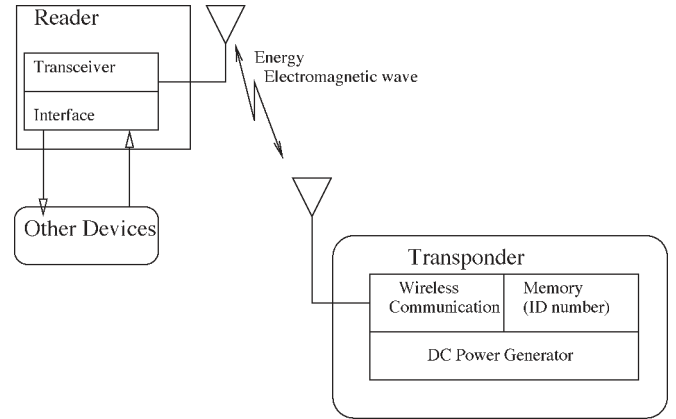 Reader
Transceiver
Interface
Energy
Electromagnetic wave
Other Devices
Transponder
Wireless
Communication
Memory
(ID number)
DC Power Generator